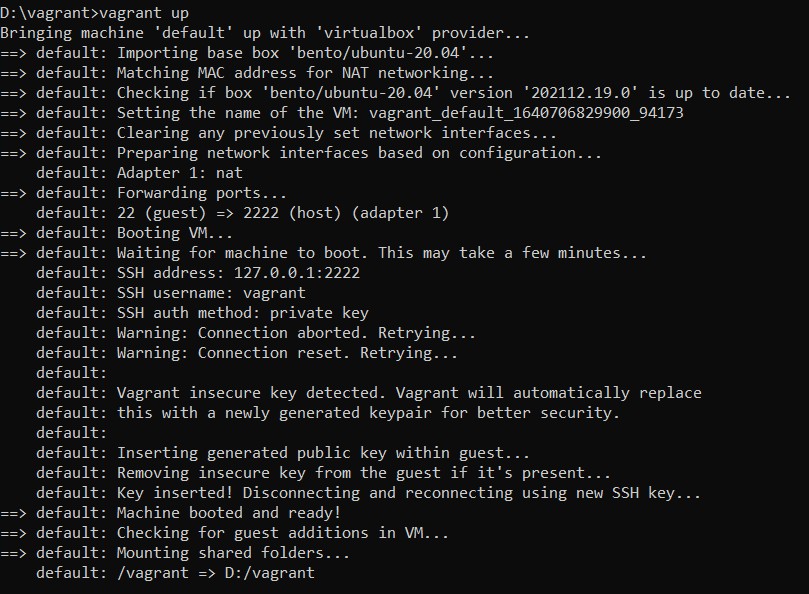 D:\vagrant>vagrant up
Bringing machine 'default' up with 'virtualbox' provider...
==> default: Importing base box 'bento/ubuntu-20.04'...
==> default: Matching MAC address for NAT networking...
==> default: Checking if box 'bento/ubuntu-20.04' version '202112.19.0' is up to date...
==> default: Setting the name of the VM: vagrant_default_1640706829900_94173
==> default: Clearing any previously set network interfaces...
==> default: Preparing network interfaces based on configuration...
    default: Adapter 1: nat
==> default: Forwarding ports...
    default: 22 (guest) => 2222 (host) (adapter 1)
==> default: Booting VM...
==> default: Waiting for machine to boot. This may take a few minutes...
    default: SSH address: 127.0.0.1:2222
    default: SSH username: vagrant
    default: SSH auth method: private key
    default: Warning: Connection aborted. Retrying...
    default: Warning: Connection reset. Retrying...
    default:
    default: Vagrant insecure key detected. Vagrant will automatically replace
    default: this with a newly generated keypair for better security.
    default:
    default: Inserting generated public key within guest...
    default: Removing insecure key from the guest if it's present...
    default: Key inserted! Disconnecting and reconnecting using new SSH key...
==> default: Machine booted and ready!
==> default: Checking for guest additions in VM...
==> default: Mounting shared folders...
    default: /vagrant => D:/vagrant